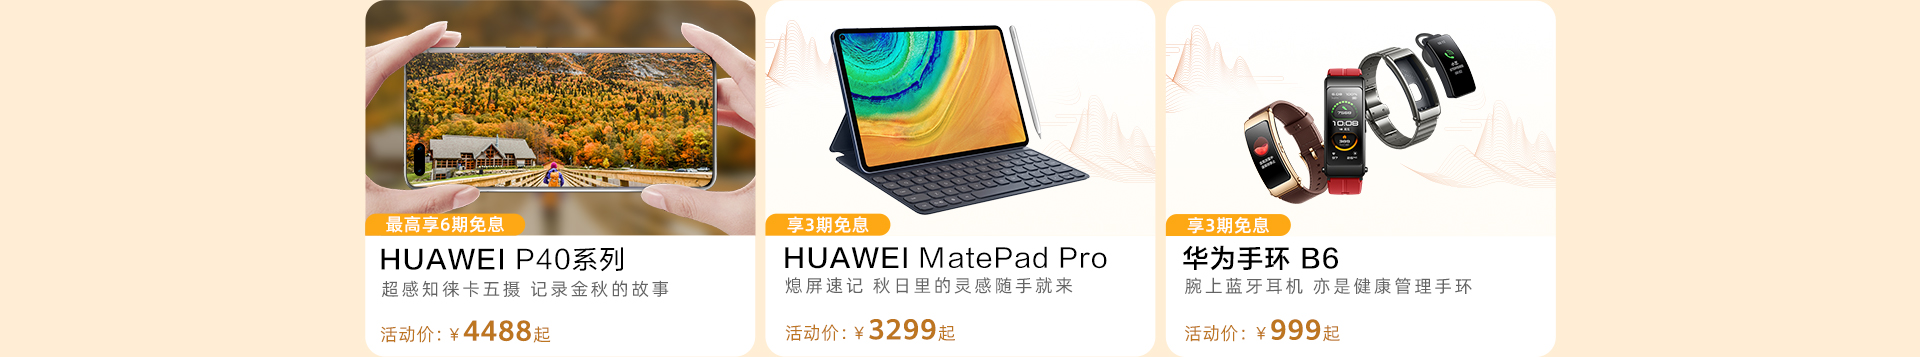 最高享6期免息
HUAWEI P40系列
超感知徕卡五摄 记录金秋的故事
活动价: ¥4488起
享3期免息
HUAWEI MatePad Pro
熄屏速记 秋日里的灵感随手就来
活动价: ¥3299起
10:08
享3期免息
华为手环 B6
腕上蓝牙耳机 亦是健康管理手环
活动价: ¥999起